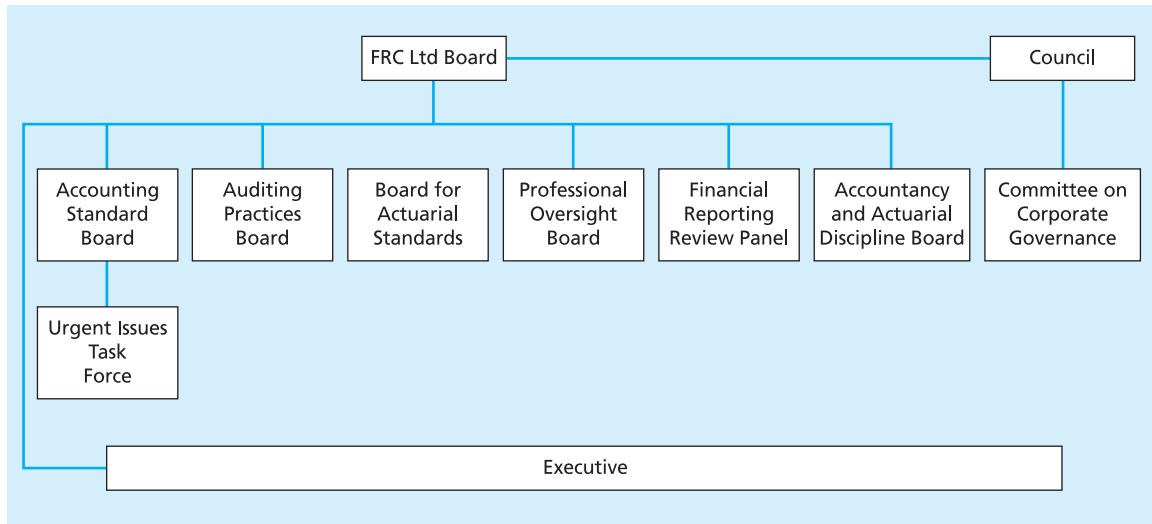 FRC Ltd Board
Council
Accounting
Standard
Board
Auditing
Practices
Board
Board for
Actuarial
Standards
Professional
Oversight
Board
Financial
Reporting
Review Panel
Accountancy
and Actuarial
Discipline Board
Committee on
Corporate
Governance
Urgent Issues
Task
Force
Executive